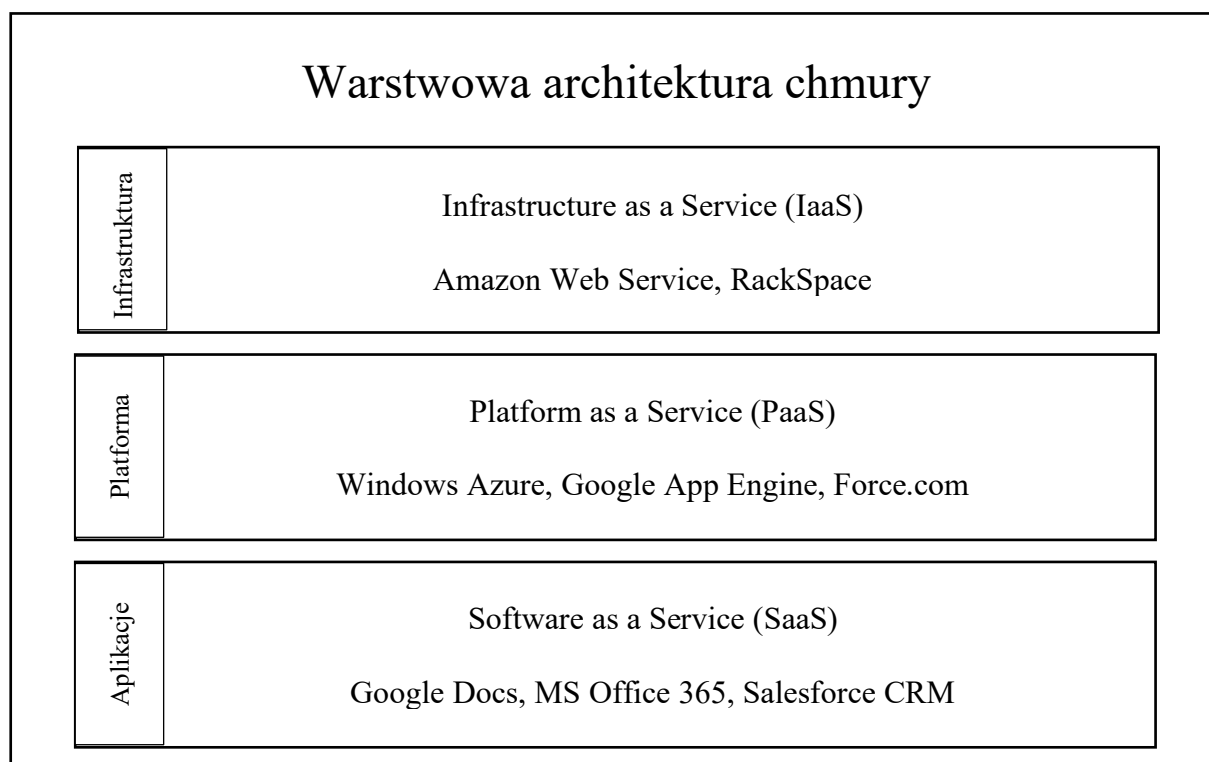 Warstwowa architektura chmury
Infrastruktura
Infrastructure as a Service (IaaS)
Amazon Web Service, RackSpace
Platforma
Platform as a Service (PaaS)
Windows Azure, Google App Engine, Force.com
Aplikacje
Software as a Service (SaaS)
Google Docs, MS Office 365, Salesforce CRM